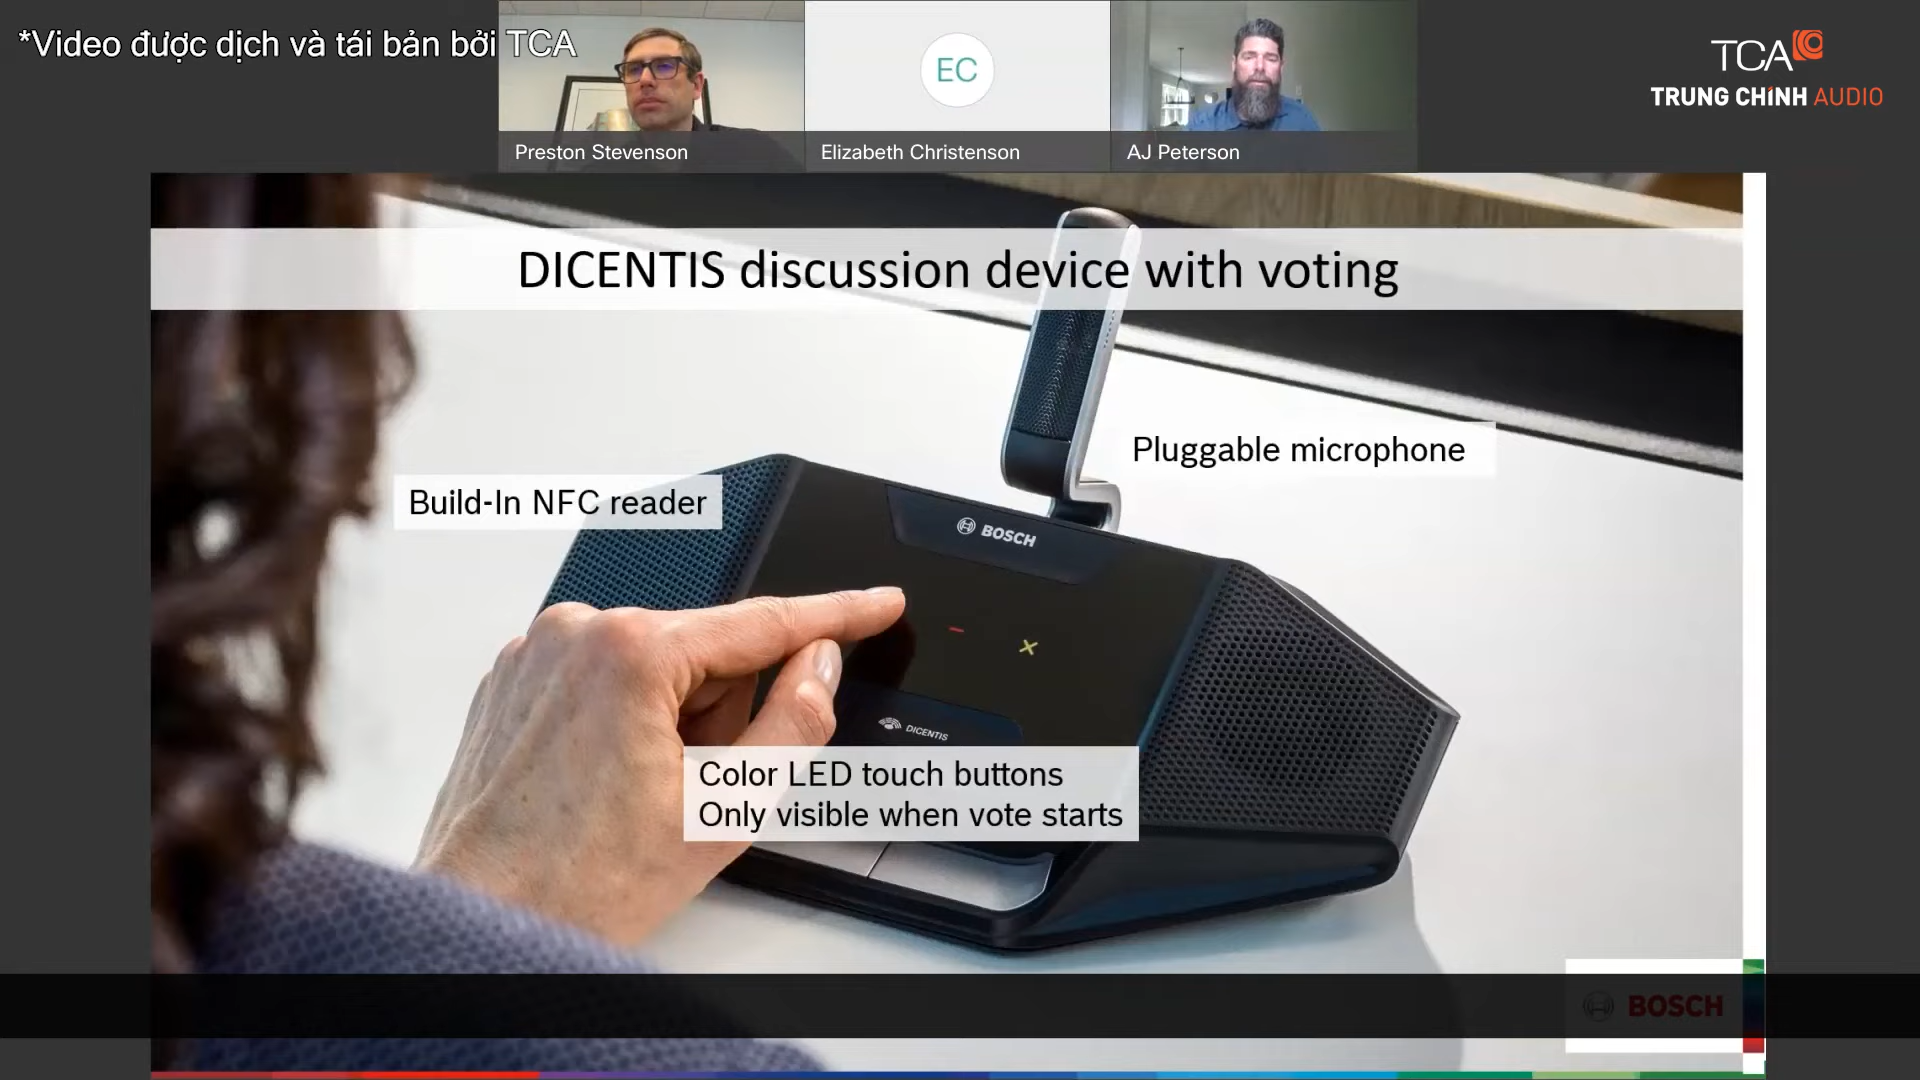 *Video được dịch và tái bản bởi TCA
EC
TCA
TRUNG CHÍNH AUDIO
Preston Stevenson
Elizabeth Christenson
AJ Peterson
DICENTIS discussion device with voting
Pluggable microphone
Build-In NFC reader
BOSCH
DICENTIS
Color LED touch buttons
Only visible when vote starts
BOSCH